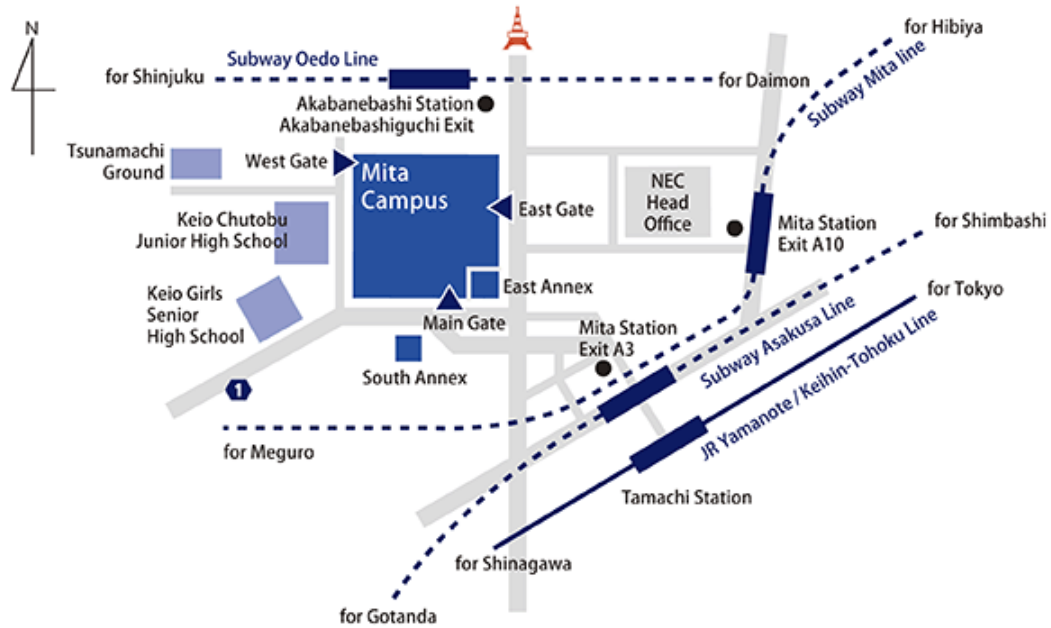 N
for Hibiya
Subway Oedo Line
for Shinjuku
for Daimon
Subway Mita line
Akabanebashi Station
Akabanebashiguchi Exit
Tsunamachi
Ground
West Gate
Mita
Campus
NEC
Head
Office
East Gate
Keio Chutobu
Junior High School
Mita Station
Exit A10
for Shimbashi
Keio Girls
Senior
High School
East Annex
for Tokyo
Main Gate
Mita Station
Exit A3
Subway Asakusa Line
South Annex
1
JR Yamanote / Keihin-Tohoku Line
for Meguro
Tamachi Station
for Shinagawa
for Gotanda